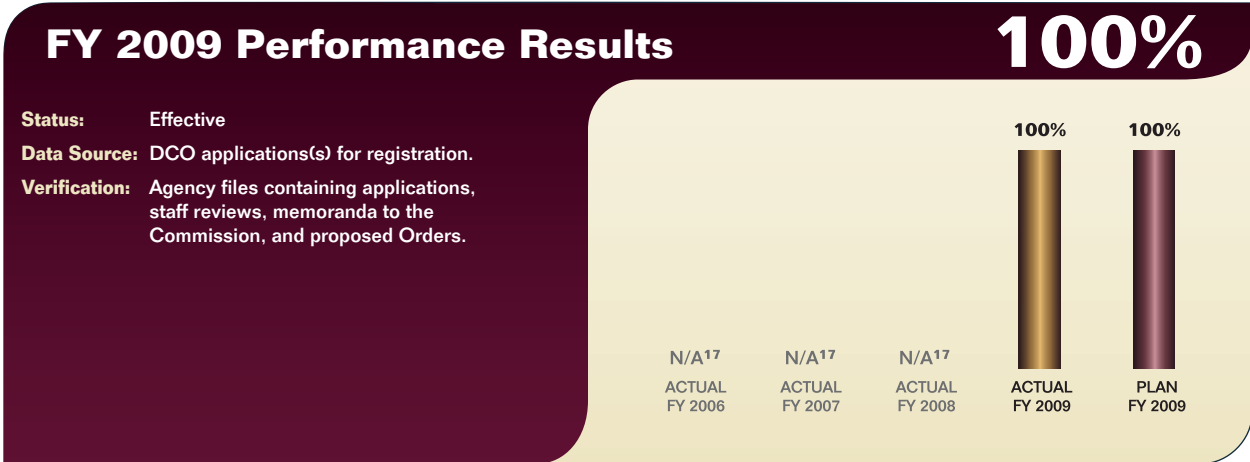 FY 2009 Performance Results
100%
Status: Effective
Data Source: DCO applications(s) for registration.
Verification: Agency files containing applications,
staff reviews, memoranda to the
Commission, and proposed Orders.
100% 100%
N/A17 N/A17 N/A17
ACTUAL ACTUAL ACTUAL ACTUAL PLAN
FY 2006 FY 2007 FY 2008 FY 2009 FY 2009